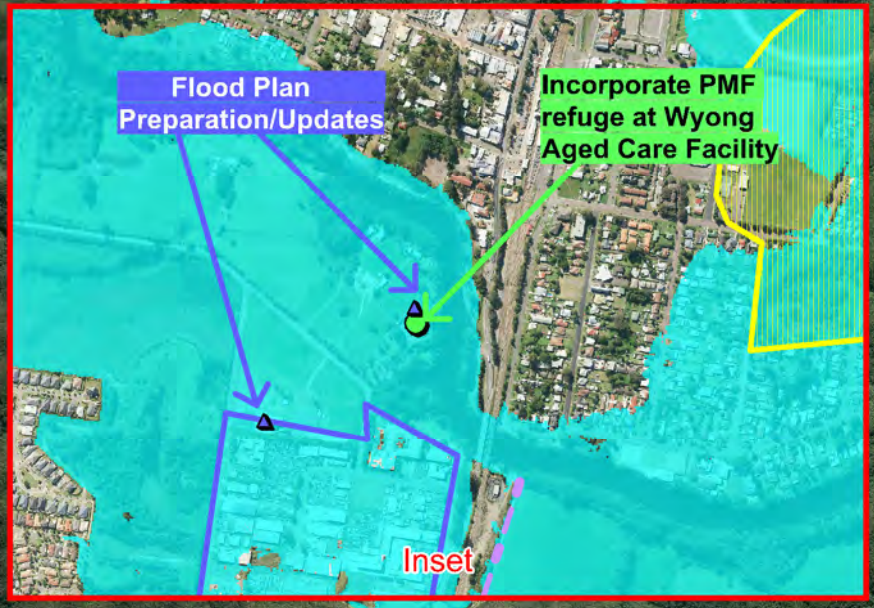 Flood Plan
Preparation/Updates
Incorporate PMF
refuge at Wyong
Aged Care Facility
Inset